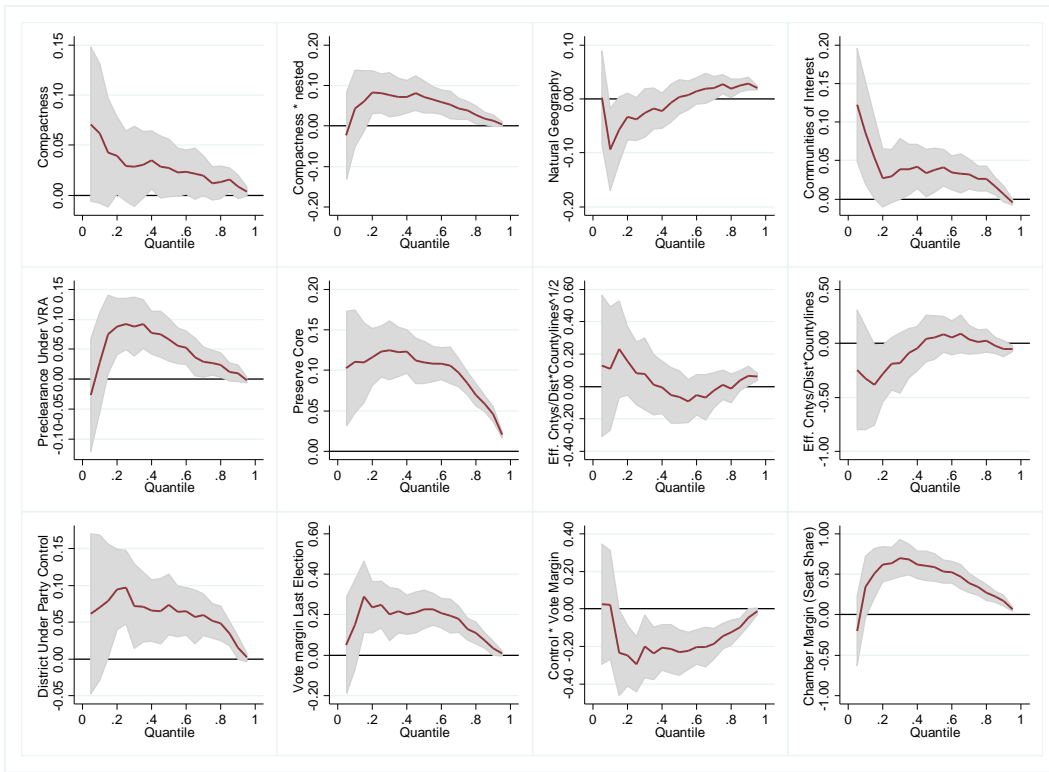 Compactness
0.00 0.05 0.10 0.15
0 .2 .4 .6 .8 1
Quantile
Compactness * nested
-0.20 -0.10 0.00 0.10 0.20
0 .2 .4 .6 .8 1
Quantile
Natural Geography
-0.20 -0.10 0.00 0.10
0 .2 .4 .6 .8 1
Quantile
Communities of Interest
0.00 0.05 0.10 0.15 0.20
0 .2 .4 .6 .8 1
Quantile
Preclearance Under VRA
-0.10 -0.05 0.00 0.05 0.10 0.15
0 .2 .4 .6 .8 1
Quantile
Preserve Core
0.00 0.05 0.10 0.15 0.20
0 .2 .4 .6 .8 1
Quantile
Eff. Cntys/Dist*Countylines^1/2
-0.40 -0.20 0.00 0.20 0.40 0.60
0 .2 .4 .6 .8 1
Quantile
Eff. Cntys/Dist*Countylines
-1.00 -0.50 0.00 0.50
0 .2 .4 .6 .8 1
Quantile
District Under Party Control
-0.05 0.00 0.05 0.10 0.15
0 .2 .4 .6 .8 1
Quantile
Vote margin Last Election
-0.20 0.00 0.20 0.40 0.60
0 .2 .4 .6 .8 1
Quantile
Control * Vote Margin
-0.40 -0.20 0.00 0.20 0.40
0 .2 .4 .6 .8 1
Quantile
Chamber Margin (Seat Share)
-1.00 -0.50 0.00 0.50 1.00
0 .2 .4 .6 .8 1
Quantile